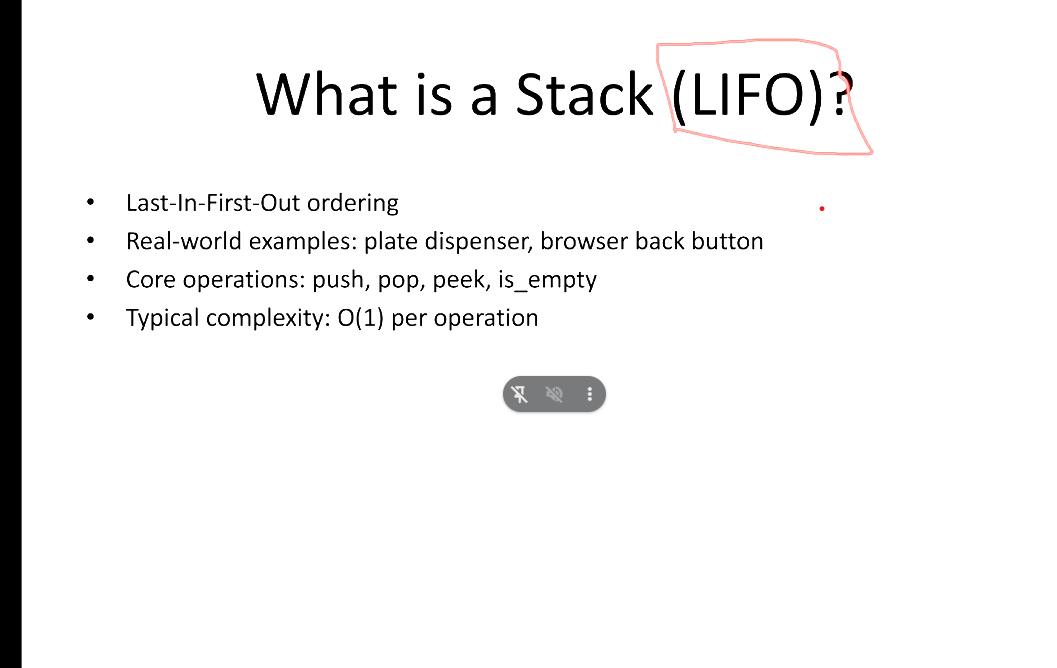 What is a Stack (LIFO)?
• Last-In-First-Out ordering
• Real-world examples: plate dispenser, browser back button
• Core operations: push, pop, peek, is_empty
• Typical complexity: O(1) per operation